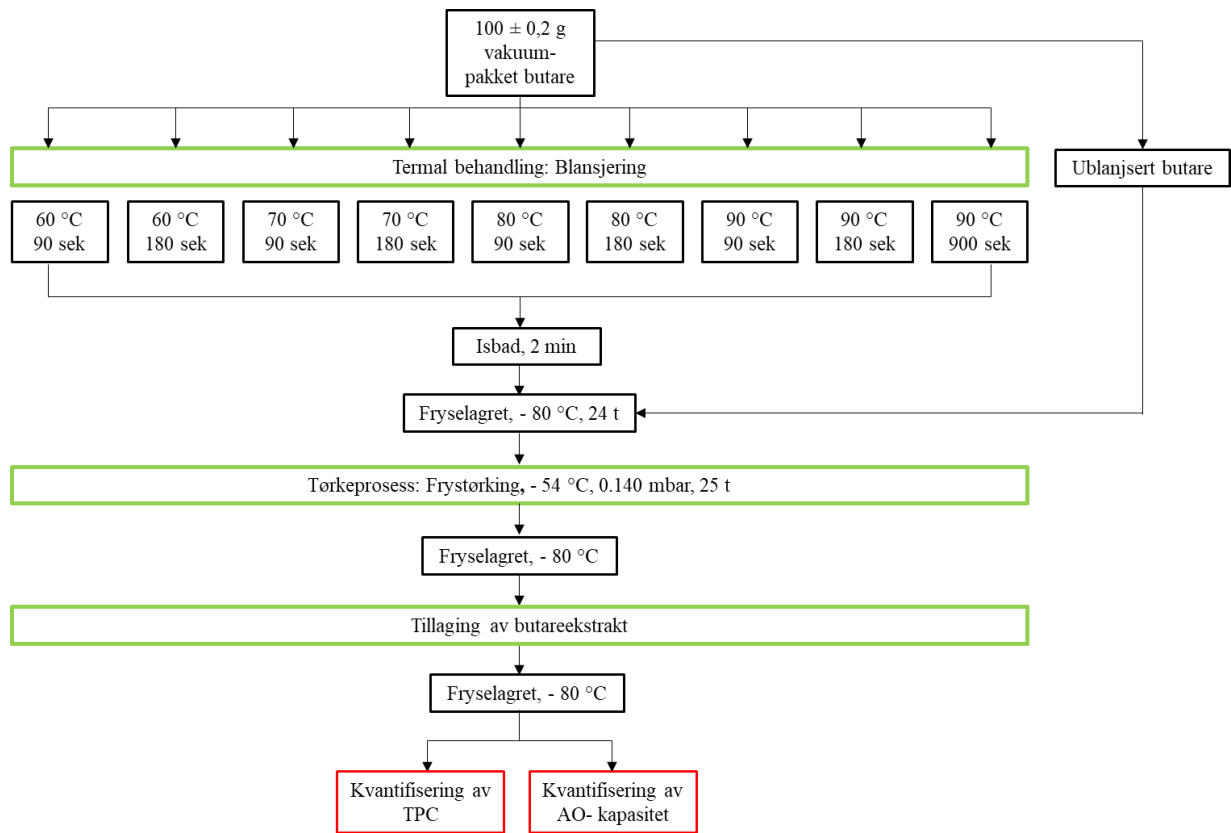 100 ± 0,2 g
vakuum-
pakket butare
Termal behandling: Blansjering
Ublanjsert butare
60 °C
90 sek
60 °C
180 sek
70 °C
90 sek
70 °C
180 sek
80 °C
90 sek
80 °C
180 sek
90 °C
90 sek
90 °C
180 sek
90 °C
900 sek
Isbad, 2 min
Fryselagret, - 80 °C, 24 t
Tørkeprosess: Frystørking, - 54 °C, 0.140 mbar, 25 t
Fryselagret, - 80 °C
Tillaging av butareekstrakt
Fryselagret, - 80 °C
Kvantifisering av
TPC
Kvantifisering av
AO- kapasitet